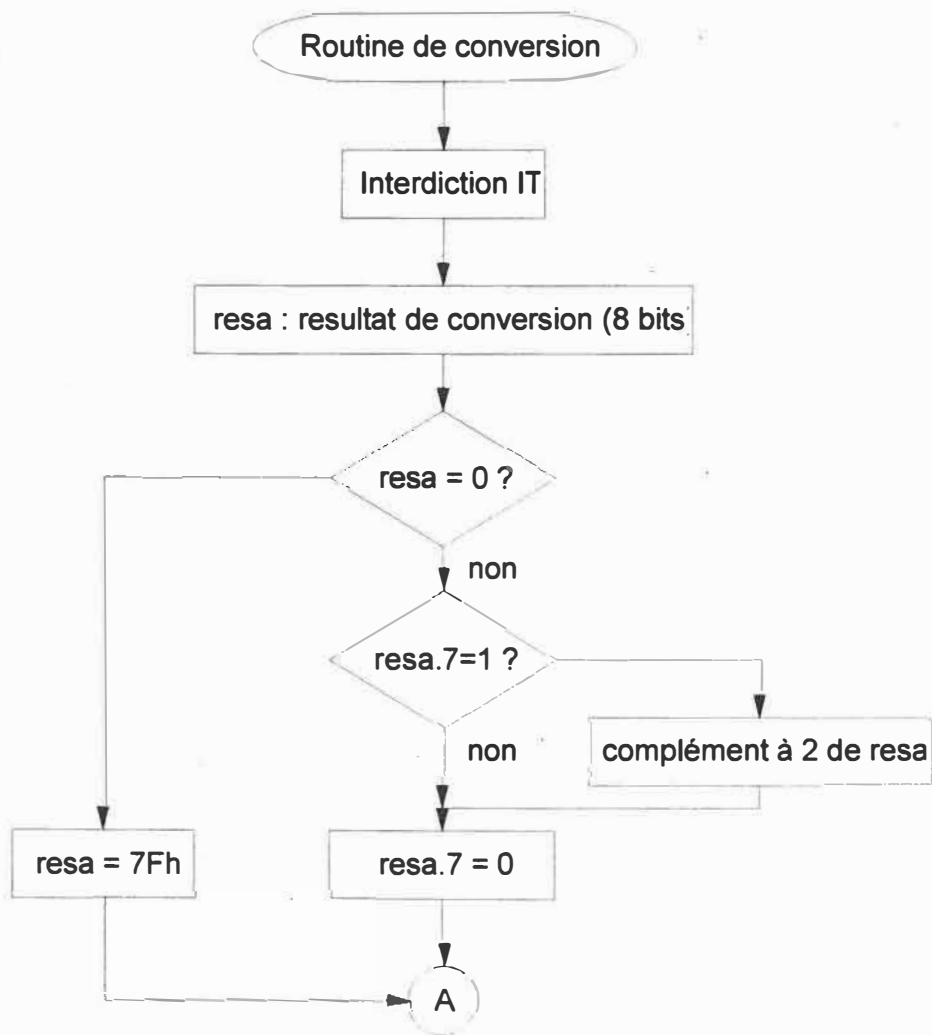 Routine de conversion
Interdiction IT
resa : resultat de conversion (8 bits
resa = 0 ?
non
resa.7=1 ?
non
complément à 2 de resa
resa = 7Fh
resa.7 = 0
A